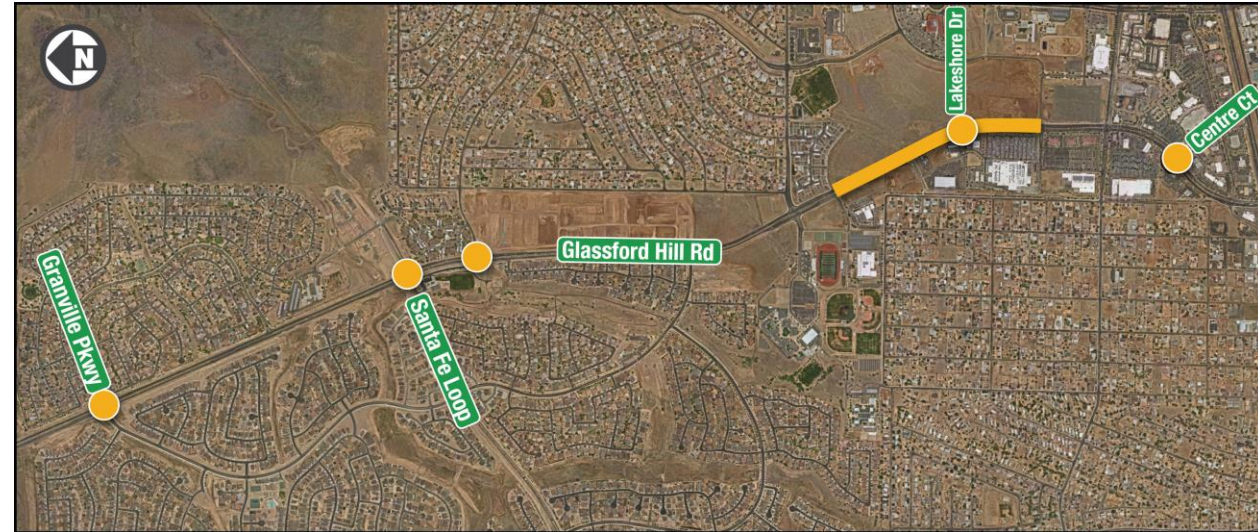 N
Lakeshore Dr
Centre Ct
Glassford Hill Rd
Granville Pkwy
Santa Fe Loop